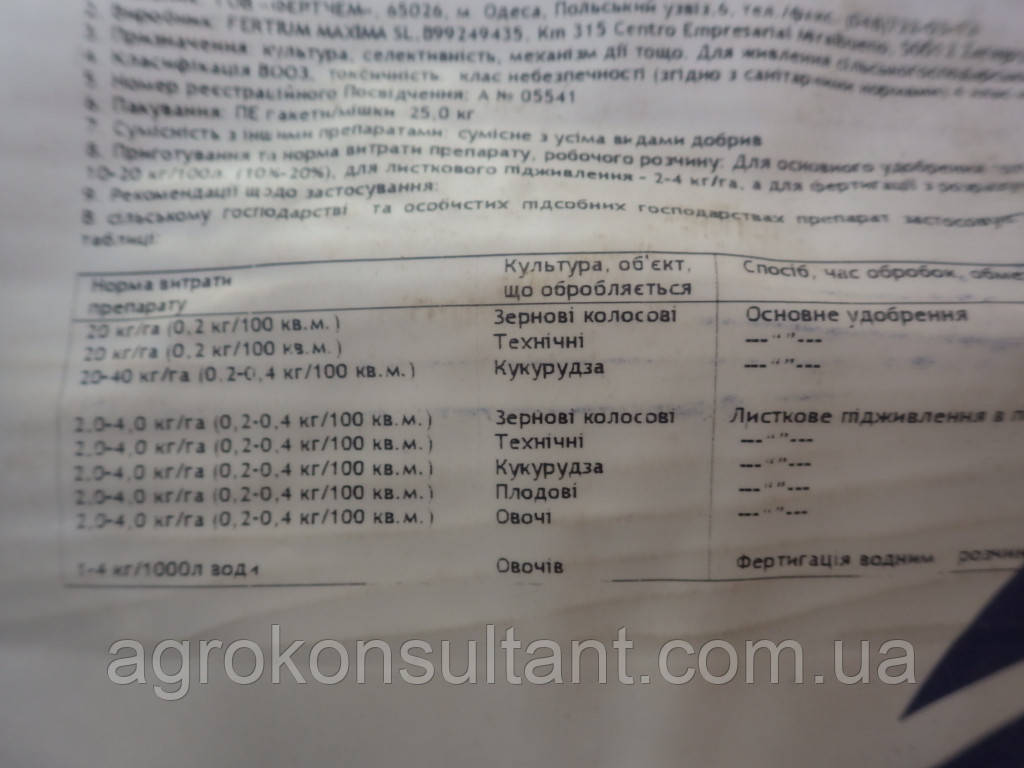 ТОВ «ФЕРТЧЕМ», 65026, м. Одеса, Польський узвіз,6, тел./факс.
2. Виробник: FERTRUM MAXIMA SL, B99249435, Km 315 Centro Empresarial
3. Призначення: культура, селективність, механізм дії тощо. Для живлення
4. Класифікація ВООЗ, токсичність: клас небезпечності (згідно з
5. Номер реєстраційного Посвідчення: А № 05541
6. Пакування: ПЕ пакети/мішки 25,0 кг
7. Сумісність з іншими препаратами: сумісне з усіма видами добрив
8. Приготування та норма витрати препарату, робочого розчину: Для основного удобрення
10-20 кг/100л. (10%-20%), для листкового підживлення - 2-4 кг/га, а для фертигації з
9. Рекомендації щодо застосування:
В сільському господарстві та особистих підсобних господарствах препарат
таблиці:
Норма витрати препарату Культура, об'єкт, що обробляється Спосіб, час обробок,
20 кг/га (0,2 кг/100 кв.м.) Зернові колосові Основне удобрення
20 кг/га (0,2 кг/100 кв.м.) Технічні ---“”---
20-40 кг/га (0,2-0,4 кг/100 кв.м.) Кукурудза ---“”---
2,0-4,0 кг/га (0,2-0,4 кг/100 кв.м.) Зернові колосові Листкове підживлення в
2,0-4,0 кг/га (0,2-0,4 кг/100 кв.м.) Технічні ---“”---
2,0-4,0 кг/га (0,2-0,4 кг/100 кв.м.) Кукурудза ---“”---
2,0-4,0 кг/га (0,2-0,4 кг/100 кв.м.) Плодові ---“”---
2,0-4,0 кг/га (0,2-0,4 кг/100 кв.м.) Овочі ---“”---
1-4 кг/1000л води Овочів Фертигація водним
agrokonsultant.com.ua